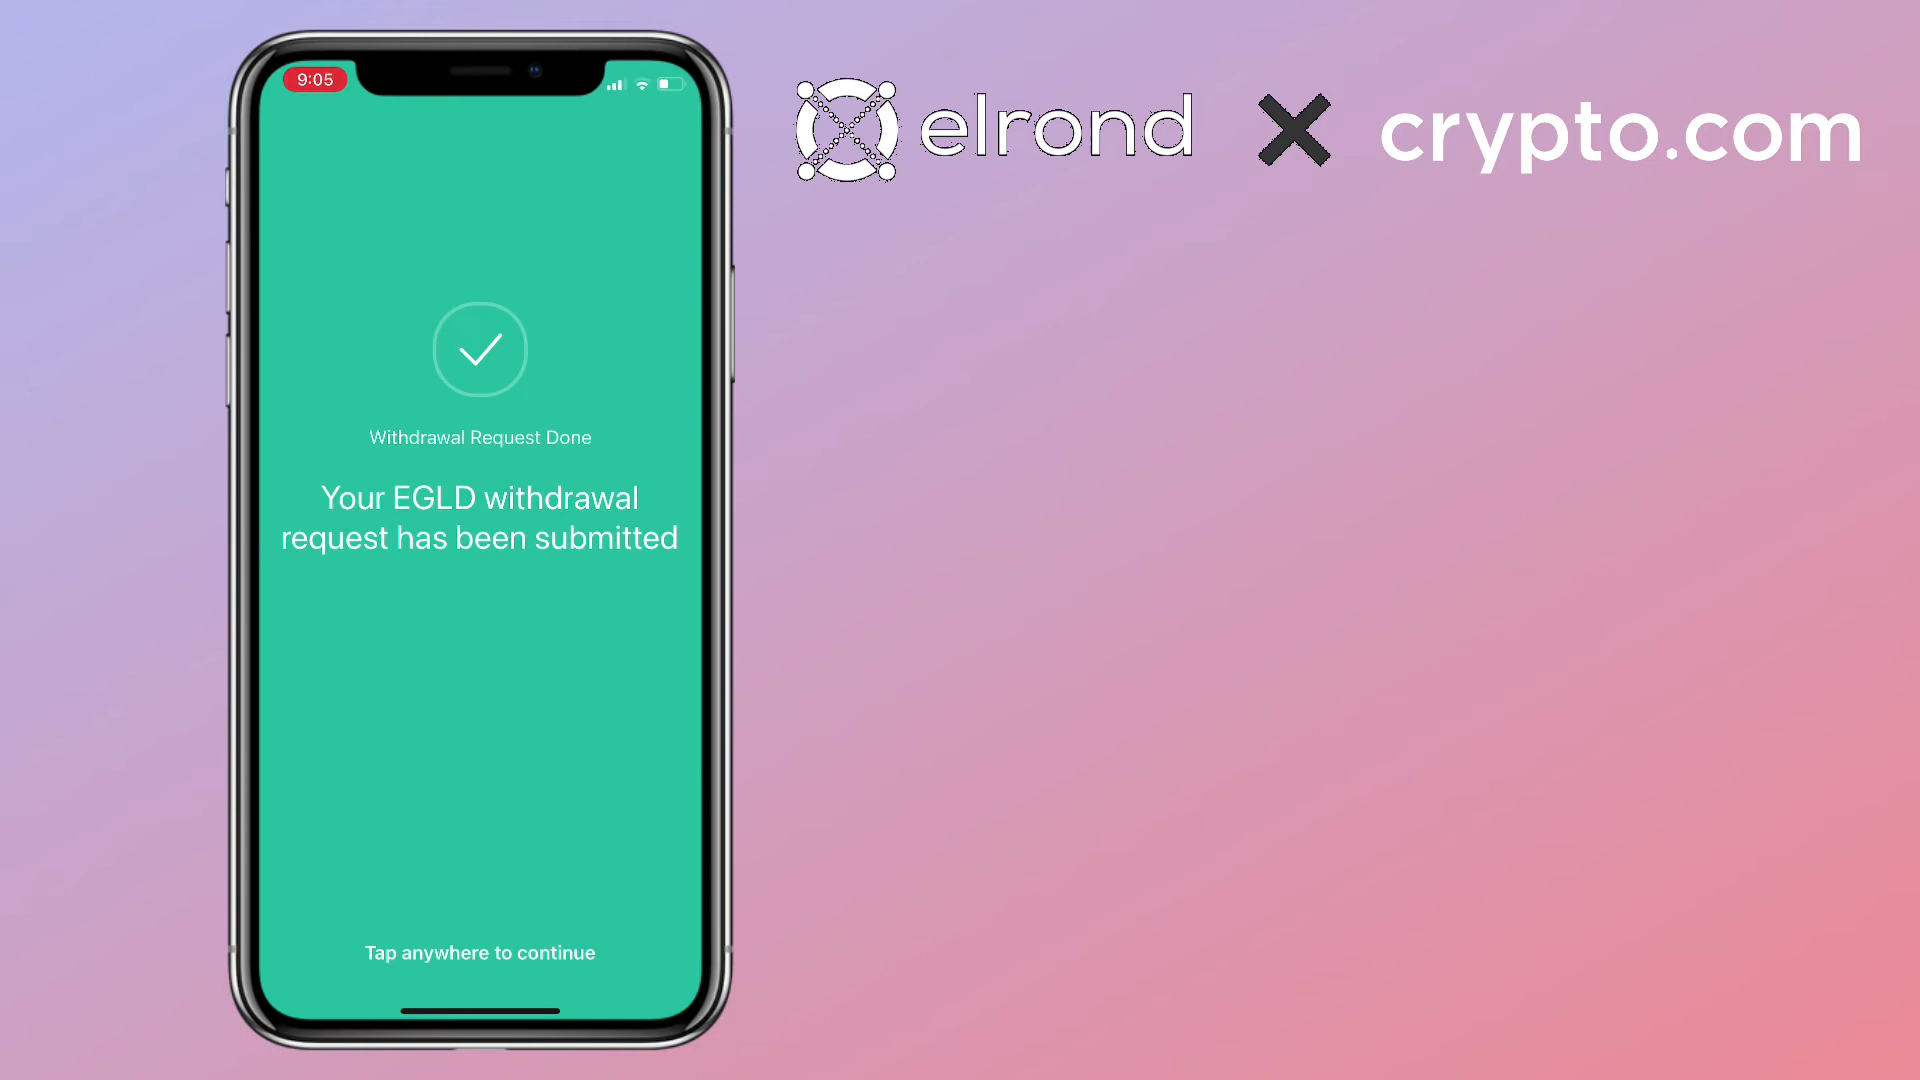 9:05
elrond
crypto.com
Withdrawal Request Done
Your EGLD withdrawal
request has been submitted
Tap anywhere to continue